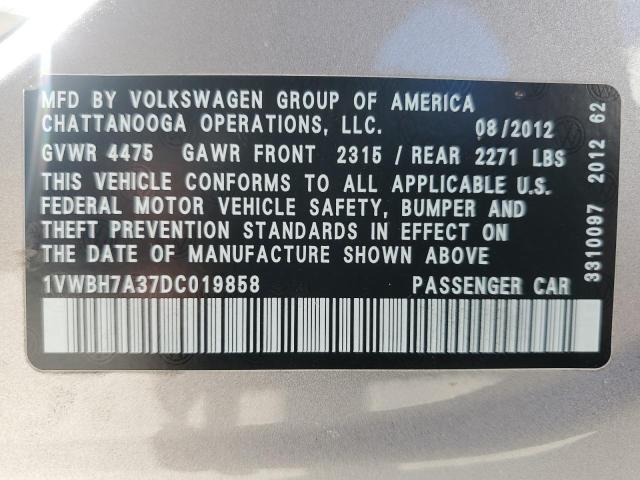 MFD BY VOLKSWAGEN GROUP OF AMERICA
CHATTANOOGA OPERATIONS, LLC. 08/2012
GVWR 4475 GAWR FRONT 2315 / REAR 2271 LBS
THIS VEHICLE CONFORMS TO ALL APPLICABLE U.S.
FEDERAL MOTOR VEHICLE SAFETY, BUMPER AND
THEFT PREVENTION STANDARDS IN EFFECT ON
THE DATE OF MANUFACTURE SHOWN ABOVE
1VWBH7A37DC019858 PASSENGER CAR
3310097 2012 62